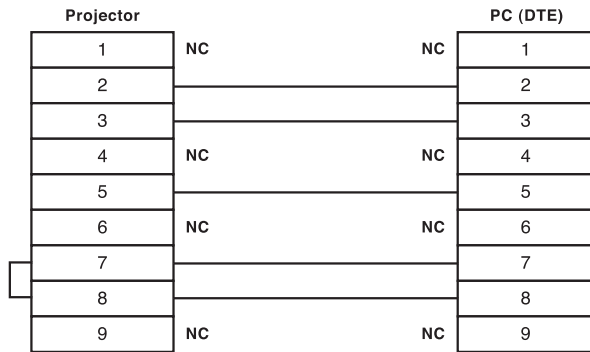 Projector PC (DTE)
1 NC NC 1
2 2
3 3
4 NC NC 4
5 5
6 NC NC 6
7 7
8 8
9 NC NC 9